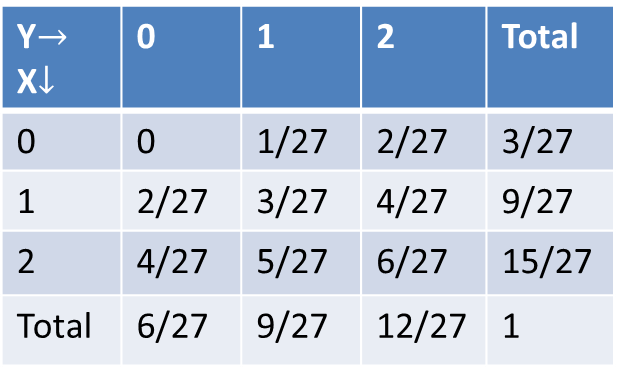 Y→ 0 1 2 Total
X↓
0 0 1/27 2/27 3/27
1 2/27 3/27 4/27 9/27
2 4/27 5/27 6/27 15/27
Total 6/27 9/27 12/27 1